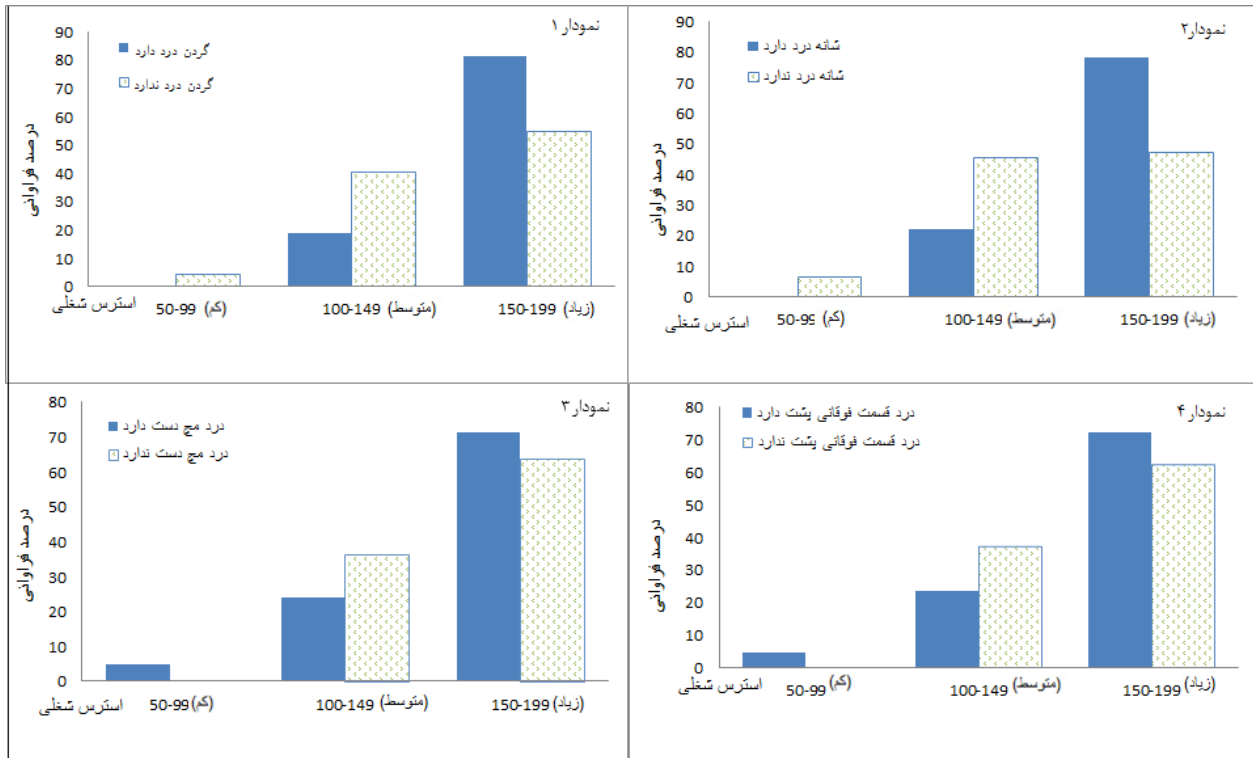 نمودار ۱
گردن درد دارد
گردن درد ندارد
درصد فراوانی
90
80
70
60
50
40
30
20
10
0
استرس شغلی
50-99 (کم)
100-149 (متوسط)
150-199 (زیاد)
نمودار۲
شانه درد دارد
شانه درد ندارد
درصد فراوانی
90
80
70
60
50
40
30
20
10
0
استرس شغلی
50-99 (کم)
100-149 (متوسط)
150-199 (زیاد)
نمودار۳
درد مچ دست دارد
درد مچ دست ندارد
درصد فراوانی
80
70
60
50
40
30
20
10
0
استرس شغلی
50-99 (کم)
100-149 (متوسط)
150-199 (زیاد)
نمودار ۴
درد قسمت فوقانی پشت دارد
درد قسمت فوقانی پشت ندارد
درصد فراوانی
80
70
60
50
40
30
20
10
0
استرس شغلی
50-99 (کم)
100-149 (متوسط)
150-199 (زیاد)